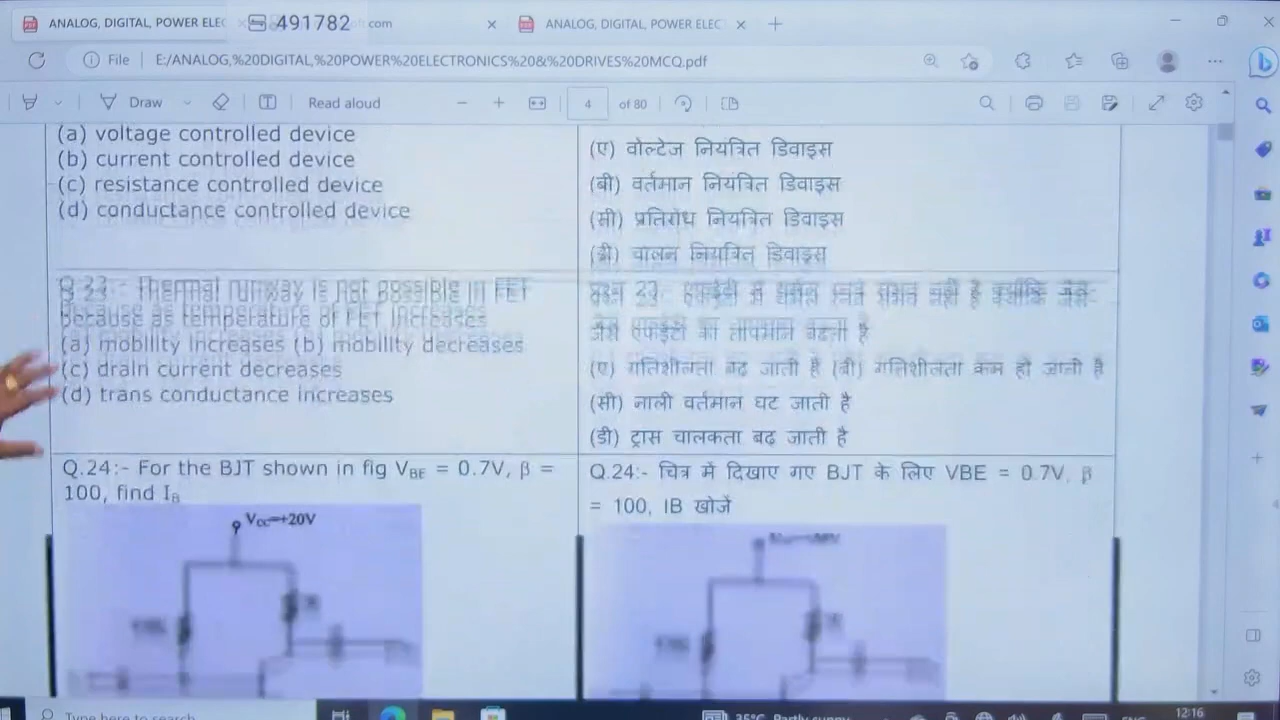 ANALOG, DIGITAL, POWER ELEC
491782
com
ANALOG, DIGITAL, POWER ELEC
File
E:/ANALOG,%20DIGITAL,%20POWER%20ELECTRONICS%20&%20DRIVES%20MCQ.pdf
Draw
Read aloud
4
of 80
(a) voltage controlled device
(b) current controlled device
(c) resistance controlled device
(d) conductance controlled device
(ए) वोल्टेज नियंत्रित डिवाइस
(बी) वर्तमान नियंत्रित डिवाइस
(सी) प्रतिरोध नियंत्रित डिवाइस
(डी) चालन नियंत्रित डिवाइस
Q.23:- Thermal runway is not possible in FET
because as temperature of FET increases
(a) mobility increases (b) mobility decreases
(c) drain current decreases
(d) trans conductance increases
जैसे एफईटी का तापमान बढ़ता है
(ए) गतिशीलता बढ़ जाती है (बी) गतिशीलता कम हो जाती है
(सी) नाली वर्तमान घट जाती है
(डी) ट्रांस चालकता बढ़ जाती है
Q.24:- For the BJT shown in fig VBE = 0.7V, β =
100, find IB
Q.24:- चित्र में दिखाए गए BJT के लिए VBE = 0.7V, β
= 100, IB खोजें
Vcc=+20V
Type here to search
35°C Partly sunny
12:16